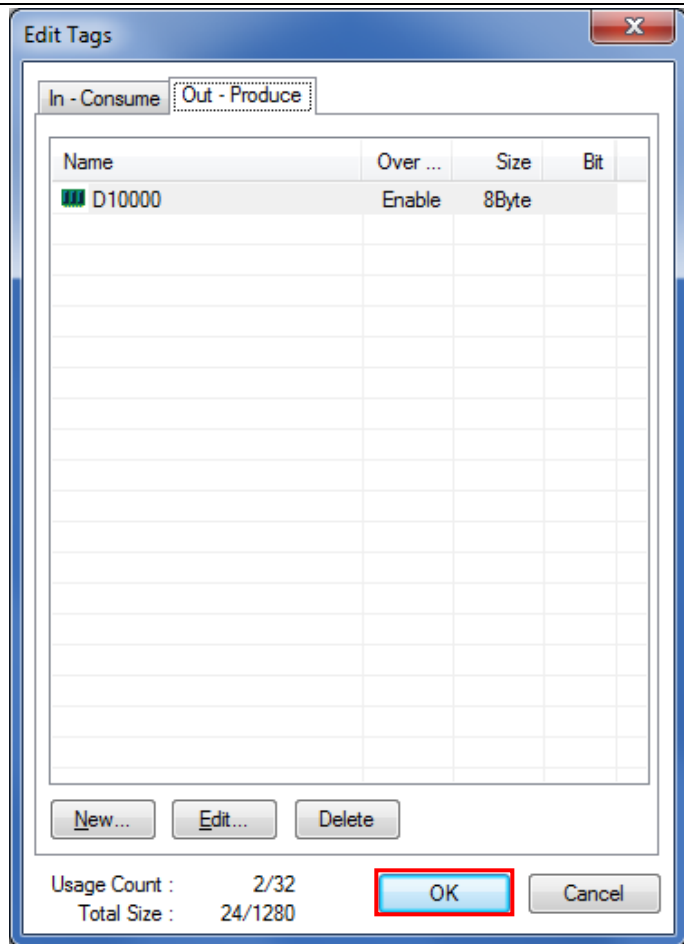 Edit Tags
In - Consume Out - Produce
Name Over ... Size Bit
D10000 Enable 8Byte
New... Edit... Delete
Usage Count : 2/32
Total Size : 24/1280
OK Cancel